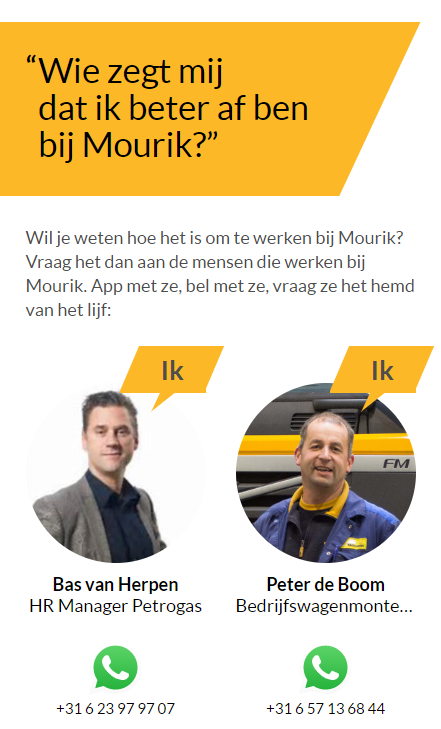 “Wie zegt mij
dat ik beter af ben
bij Mourik?”
Wil je weten hoe het is om te werken bij Mourik?
Vraag het dan aan de mensen die werken bij
Mourik. App met ze, bel met ze, vraag ze het hemd
van het lijf:
Ik
Ik
FM
Bas van Herpen
HR Manager Petrogas
Peter de Boom
Bedrijfswagenmonte...
+31 6 23 97 97 07
+31 6 57 13 68 44